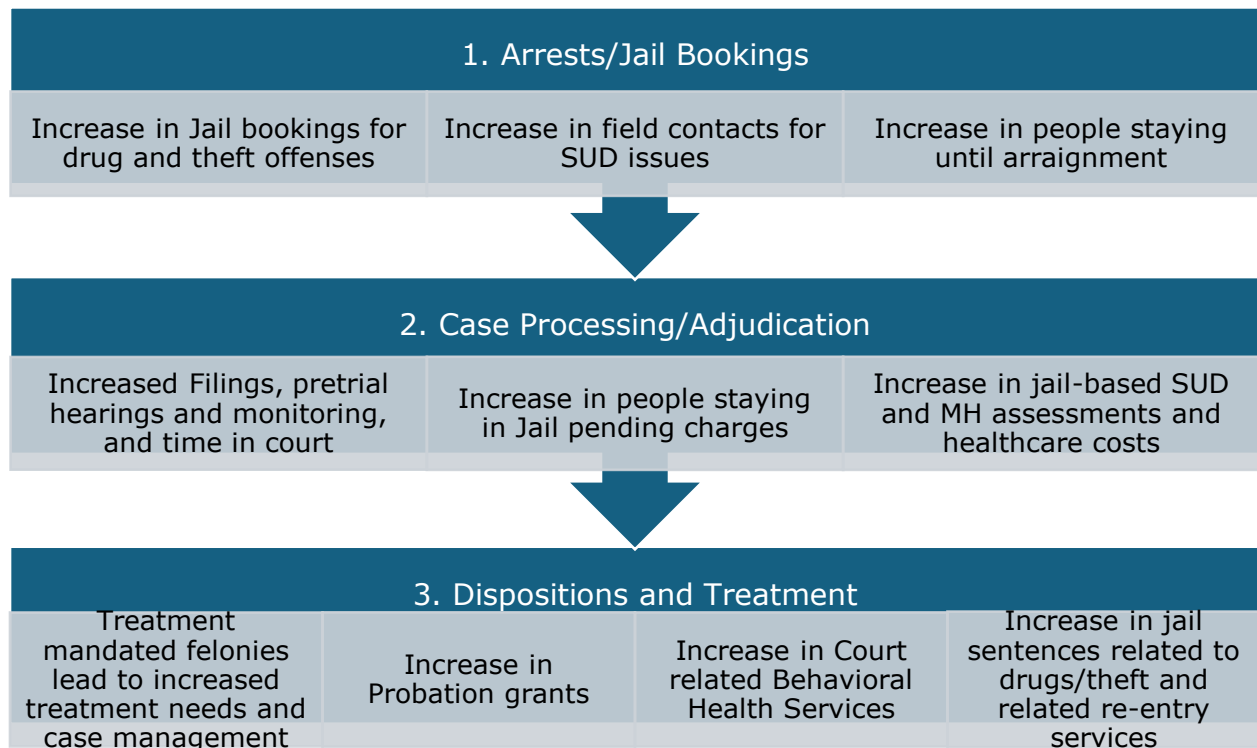 1. Arrests/Jail Bookings
Increase in Jail bookings for
drug and theft offenses
Increase in field contacts for
SUD issues
Increase in people staying
until arraignment
2. Case Processing/Adjudication
Increased Filings, pretrial
hearings and monitoring,
and time in court
Increase in people staying
in Jail pending charges
Increase in jail-based SUD
and MH assessments and
healthcare costs
3. Dispositions and Treatment
Treatment
mandated felonies
lead to increased
treatment needs and
case management
Increase in
Probation grants
Increase in Court
related Behavioral
Health Services
Increase in jail
sentences related to
drugs/theft and
related re-entry
services